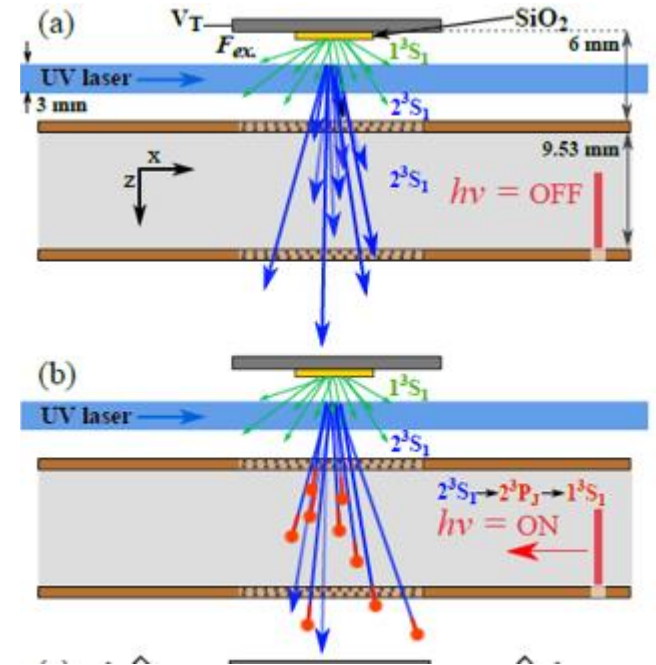 (a)
V_T
SiO₂
F_ex.
1³S₁
6 mm
UV laser
3 mm
2³S₁
9.53 mm
x
z
2³S₁
hν = OFF
(b)
1³S₁
UV laser
2³S₁
2³S₁→2³P_J→1³S₁
hν = ON